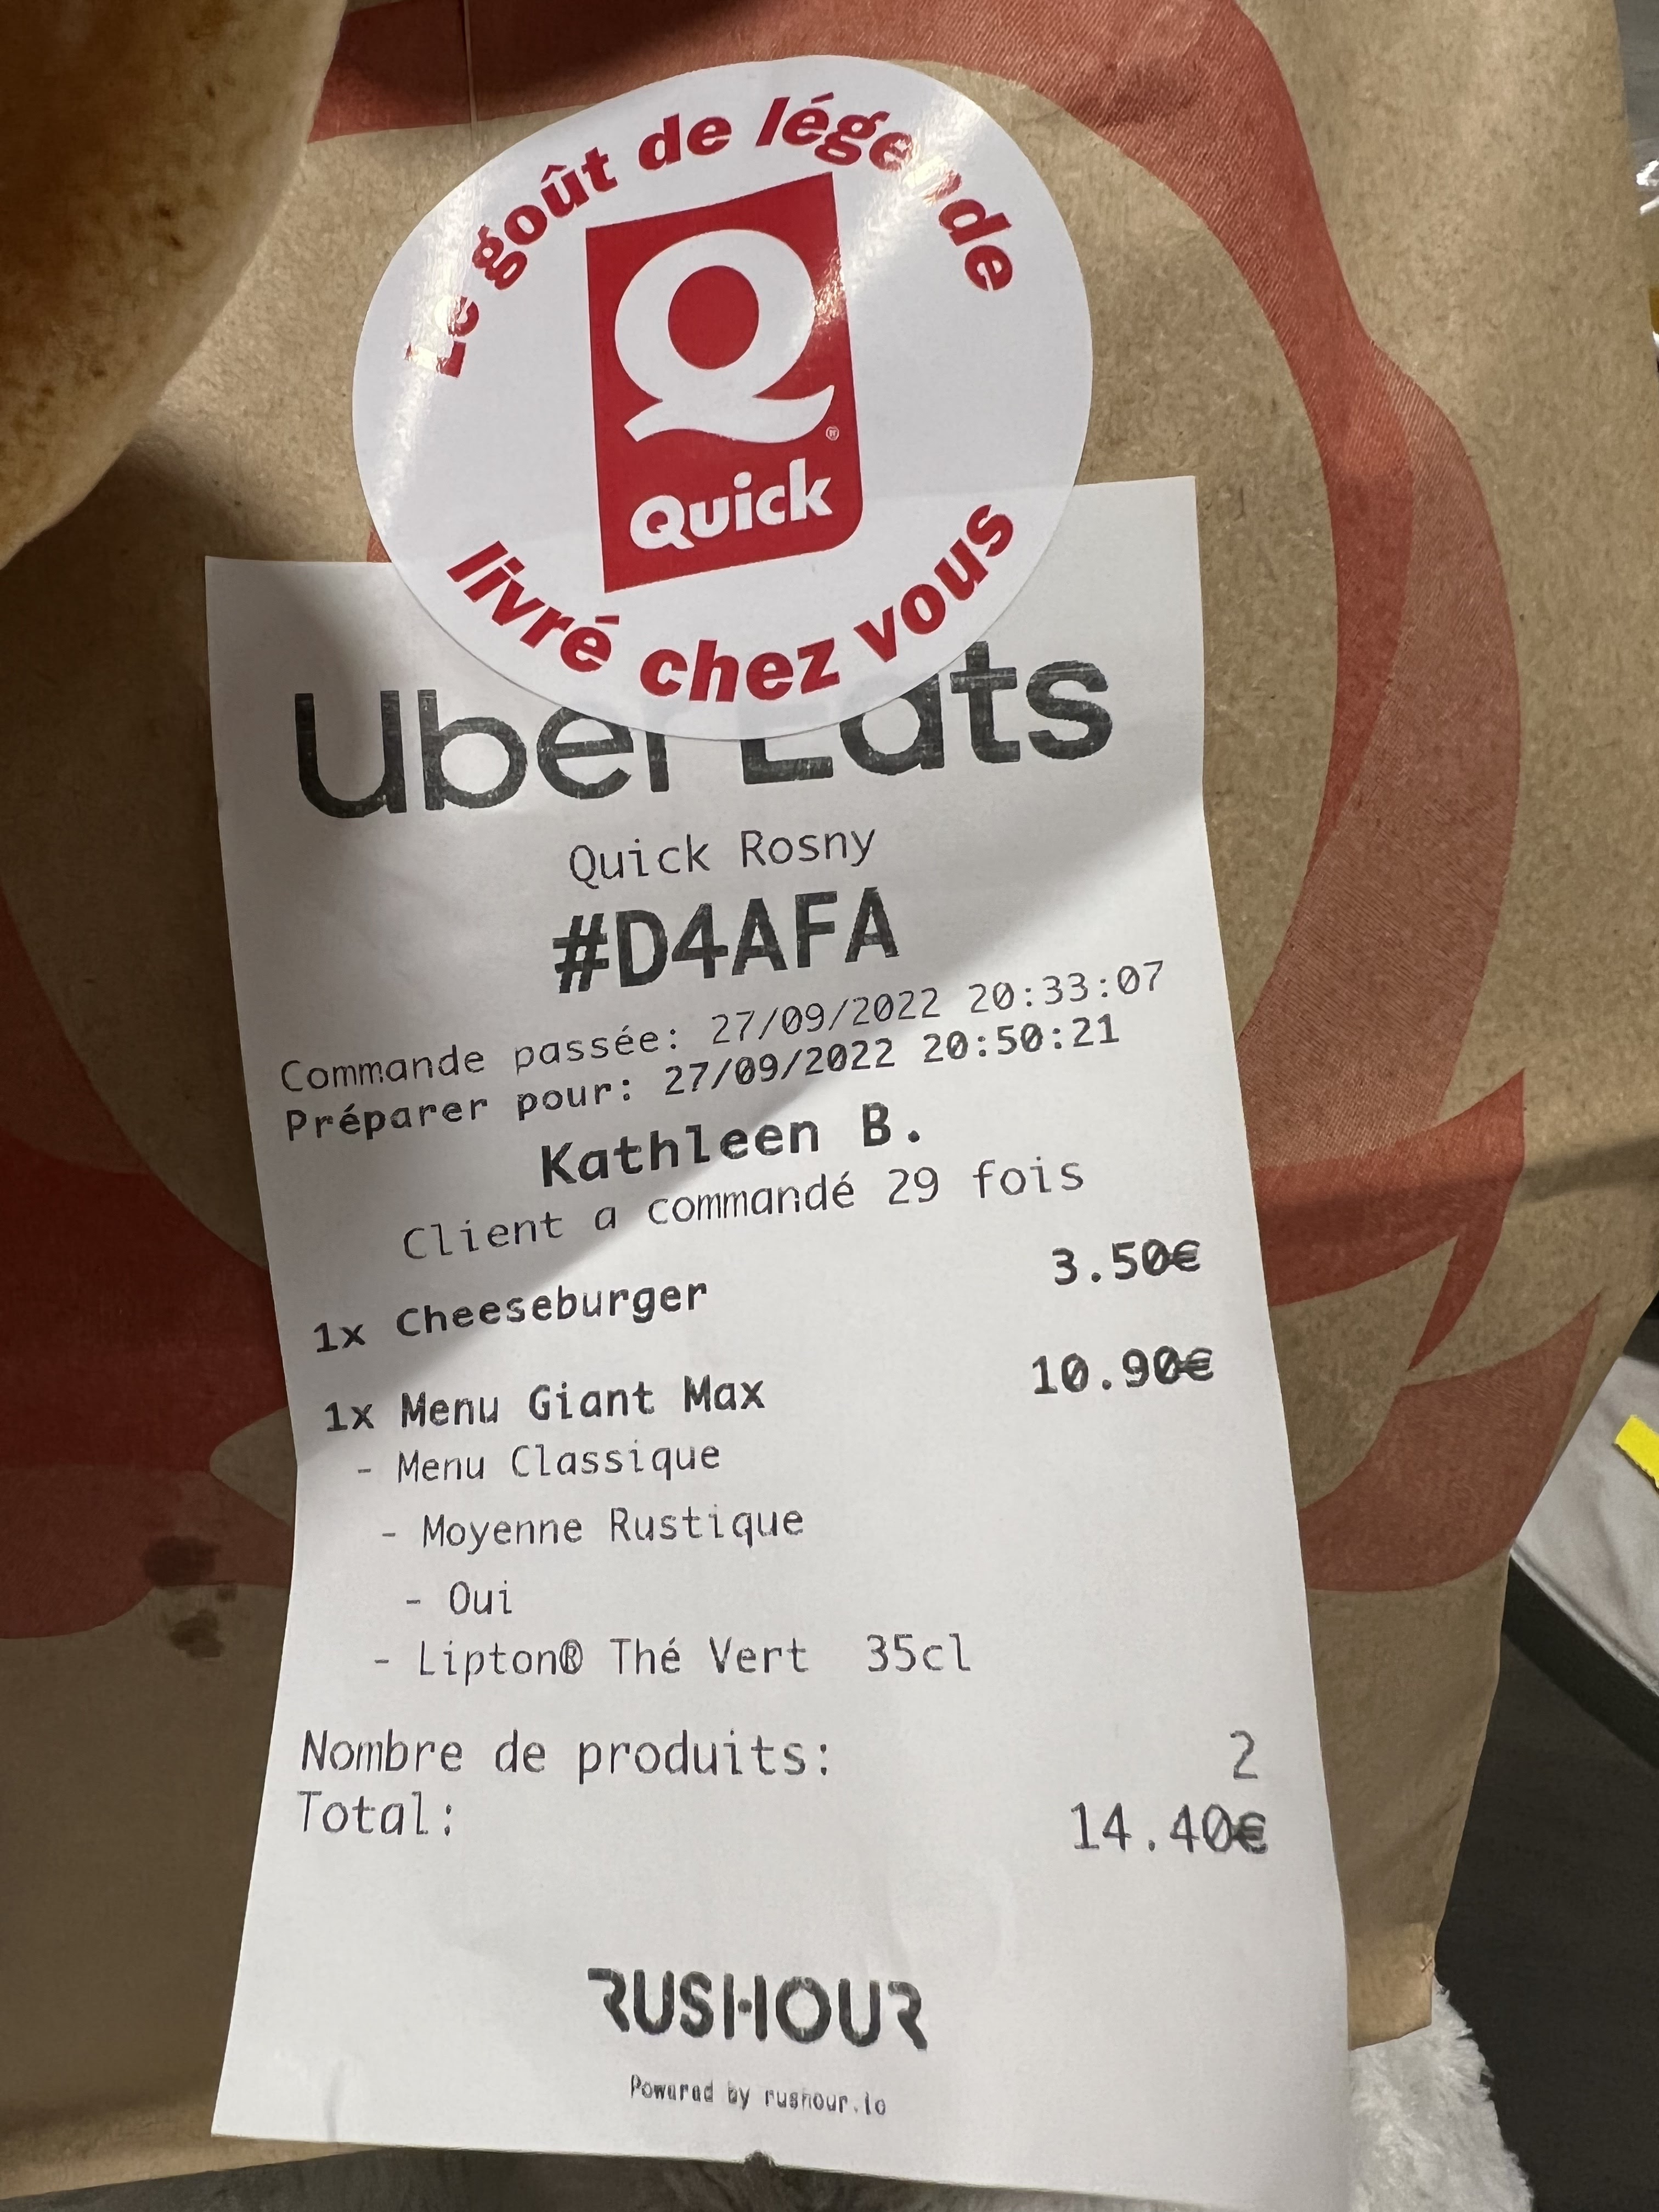 Le goût de légende
Quick
livré chez vous
Uber Eats
Quick Rosny
#D4AFA
Commande passée: 27/09/2022 20:33:07
Préparer pour: 27/09/2022 20:50:21
Kathleen B.
Client a commandé 29 fois
1x Cheeseburger 3.50€
1x Menu Giant Max 10.90€
- Menu Classique
- Moyenne Rustique
- Oui
- Lipton® Thé Vert 35cl
Nombre de produits: 2
Total: 14.40€
RUSHOUR
Powered by rushour.io